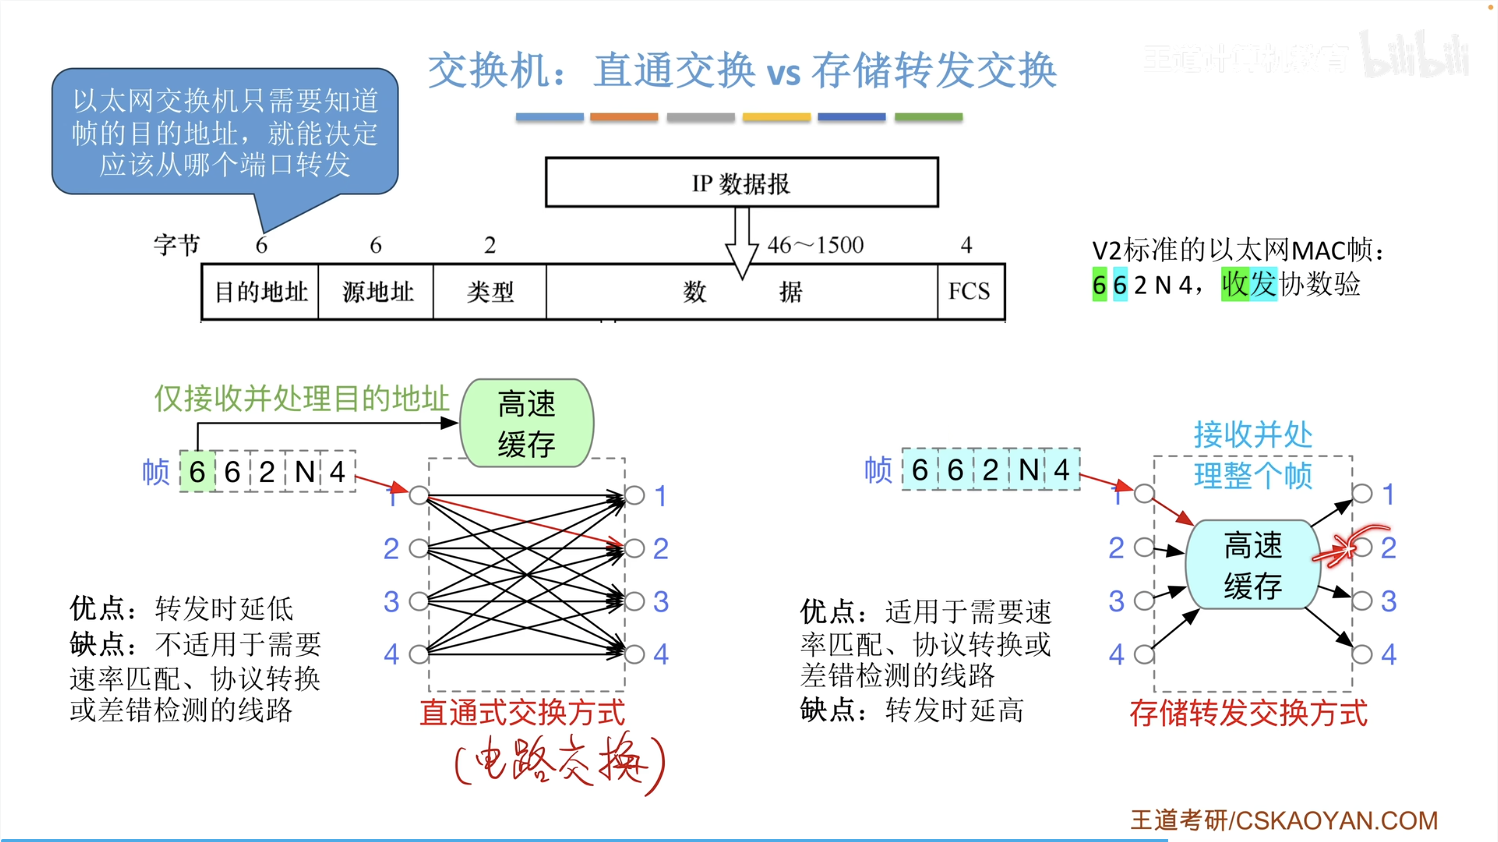 交换机：直通交换 vs 存储转发交换
王道计算机教育 bilibili
以太网交换机只需要知道
帧的目的地址，就能决定
应该从哪个端口转发
IP 数据报
字节 6 6 2 46～1500 4
目的地址 源地址 类型 数 据 FCS
V2标准的以太网MAC帧：
6 6 2 N 4，收发协数验
仅接收并处理目的地址
高速
缓存
帧 6 6 2 N 4
1 1
2 2
3 3
4 4
优点：转发时延低
缺点：不适用于需要
速率匹配、协议转换
或差错检测的线路
直通式交换方式
(电路交换)
接收并处
理整个帧
帧 6 6 2 N 4
高速
缓存
1 1
2 2
3 3
4 4
优点：适用于需要速
率匹配、协议转换或
差错检测的线路
缺点：转发时延高
存储转发交换方式
王道考研/CSKAOYAN.COM